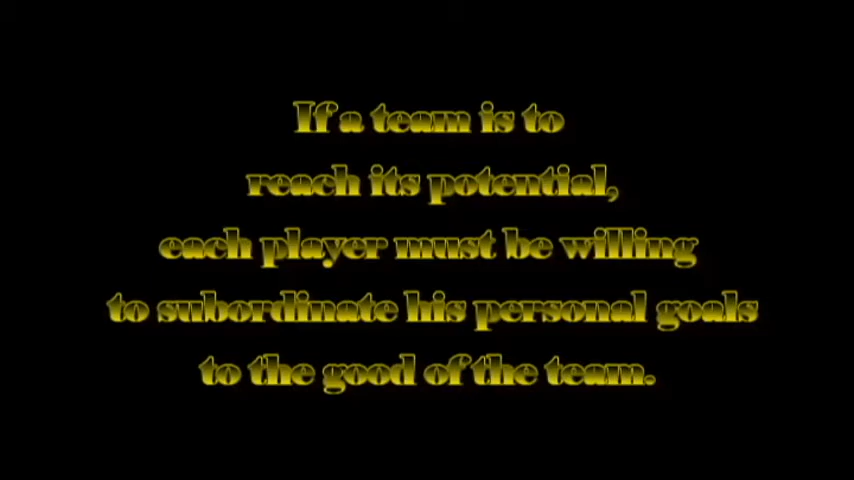 If a team is to
reach its potential,
each player must be willing
to subordinate his personal goals
to the good of the team.